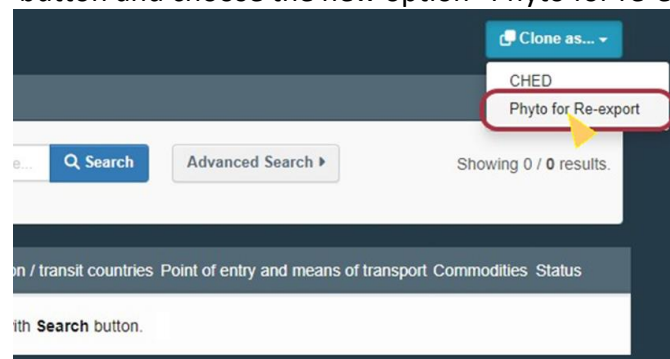 button and choose the new option "Phyto for re-e
Clone as...
CHED
Phyto for Re-export
e...
Search
Advanced Search
Showing 0 / 0 results.
on / transit countries Point of entry and means of transport Commodities Status
ith Search button.